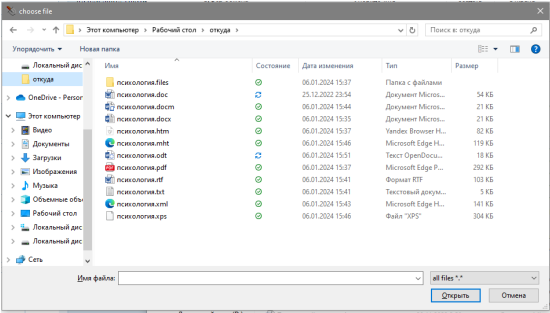 choose file
Этот компьютер › Рабочий стол › откуда ›
Поиск в: откуда
Упорядочить
Новая папка
Локальный дис
откуда
OneDrive - Person
Этот компьютер
Видео
Документы
Загрузки
Изображения
Музыка
Объемные объе
Рабочий стол
Локальный дис
Локальный дис
Сеть
Имя Состояние Дата изменения Тип Размер
психология.files 06.01.2024 15:37 Папка с файлами
психология.doc 25.12.2022 23:54 Документ Micros... 54 КБ
психология.docm 06.01.2024 15:44 Документ Micros... 21 КБ
психология.docx 06.01.2024 15:35 Документ Micros... 21 КБ
психология.htm 06.01.2024 15:37 Yandex Browser H... 82 КБ
психология.mht 06.01.2024 15:46 Microsoft Edge H... 119 КБ
психология.odt 06.01.2024 15:51 Текст OpenDocu... 18 КБ
психология.pdf 06.01.2024 15:37 Microsoft Edge P... 292 КБ
психология.rtf 06.01.2024 15:41 Формат RTF 103 КБ
психология.txt 06.01.2024 15:41 Текстовый докум... 5 КБ
психология.xml 06.01.2024 15:43 Microsoft Edge H... 141 КБ
психология.xps 06.01.2024 15:46 Файл "XPS" 304 КБ
Имя файла:
all files *.*
Открыть
Отмена